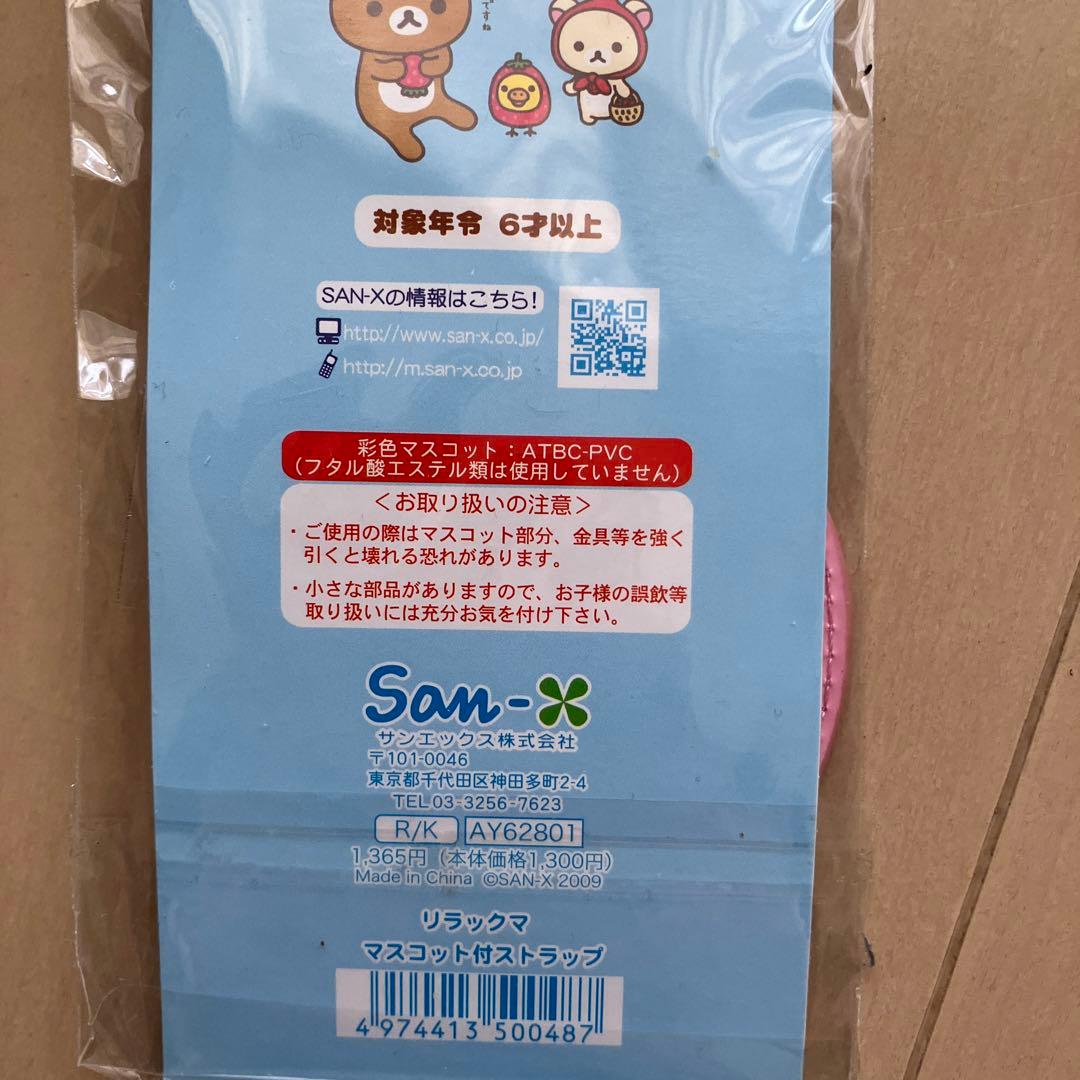 ですね
対象年令 6才以上
SAN-Xの情報はこちら!
http://www.san-x.co.jp/
http://m.san-x.co.jp
彩色マスコット:ATBC-PVC
(フタル酸エステル類は使用していません)
<お取り扱いの注意>
・ご使用の際はマスコット部分、金具等を強く
引くと壊れる恐れがあります。
・小さな部品がありますので、お子様の誤飲等
取り扱いには充分お気を付け下さい。
San-X
サンエックス株式会社
〒101-0046
東京都千代田区神田多町2-4
TEL 03-3256-7623
R/K AY62801
1,365円(本体価格1,300円)
Made in China ©SAN-X 2009
リラックマ
マスコット付ストラップ
4 974413 500487